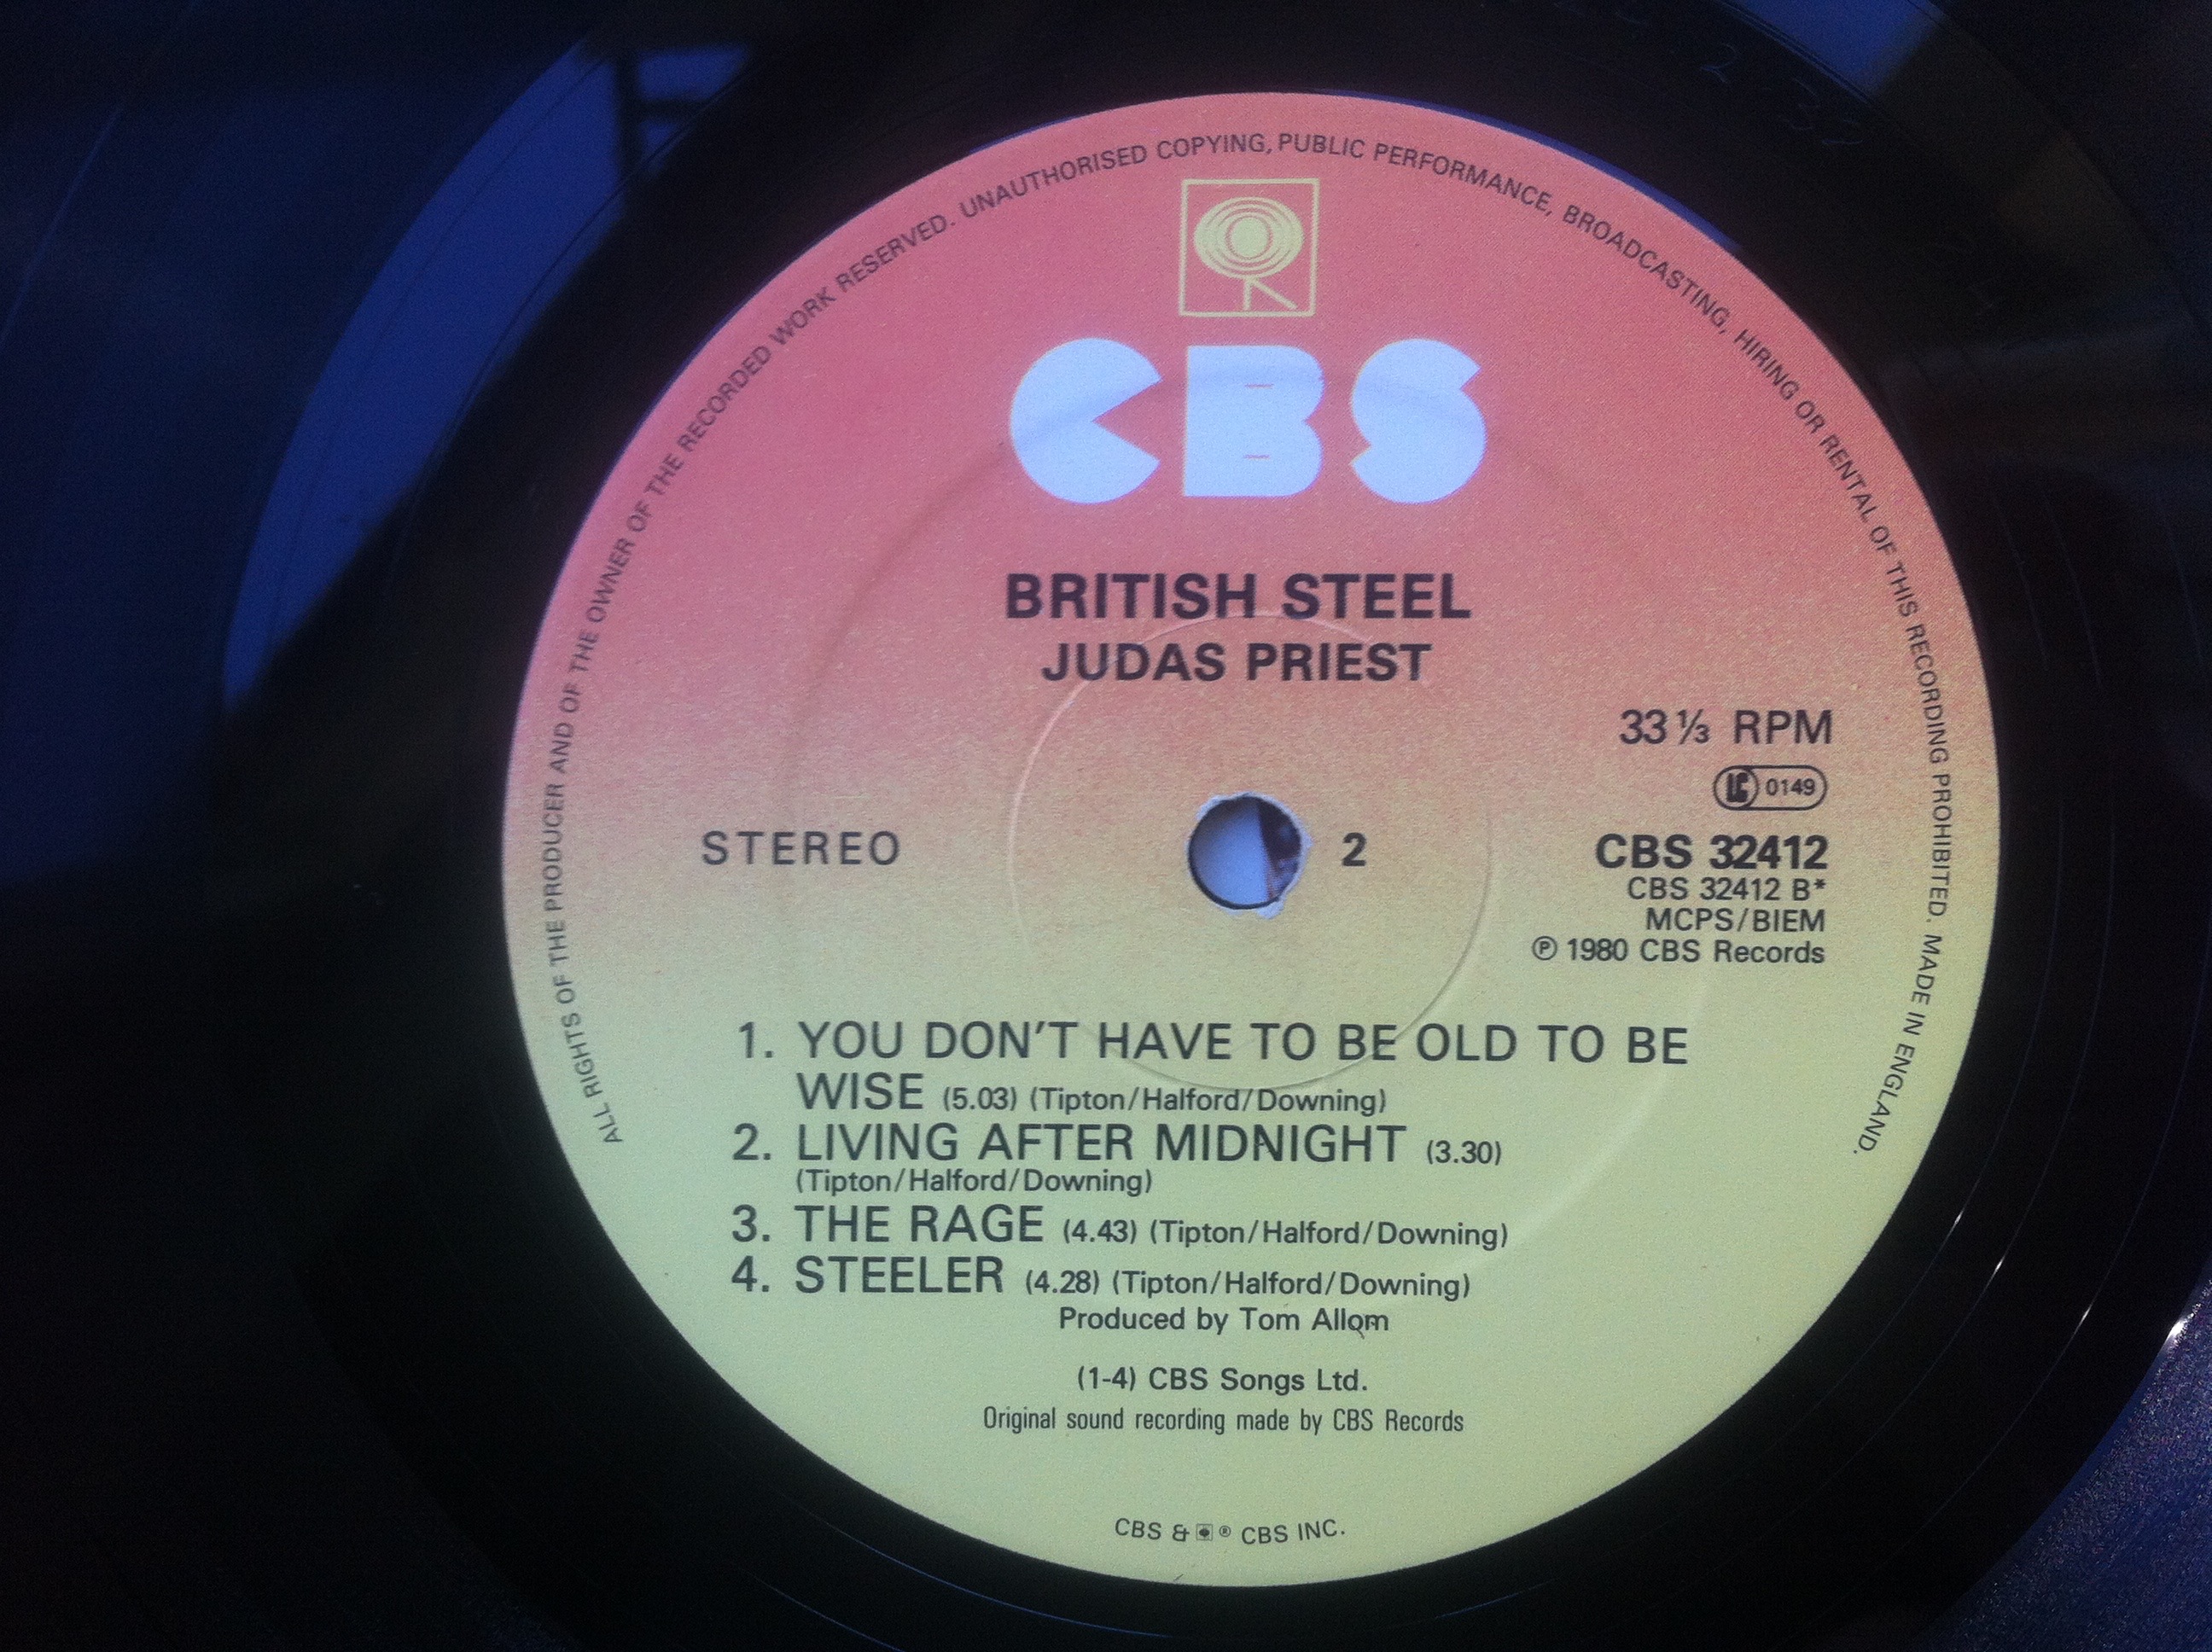 ALL RIGHTS OF THE PRODUCER AND OF THE OWNER OF THE RECORDED WORK RESERVED. UNAUTHORISED COPYING, PUBLIC PERFORMANCE, BROADCASTING, HIRING OR RENTAL OF THIS RECORDING PROHIBITED. MADE IN ENGLAND.
CBS
BRITISH STEEL
JUDAS PRIEST
33 ⅓ RPM
LC 0149
STEREO
2
CBS 32412
CBS 32412 B*
MCPS/BIEM
℗ 1980 CBS Records
1. YOU DON'T HAVE TO BE OLD TO BE
WISE (5.03) (Tipton/Halford/Downing)
2. LIVING AFTER MIDNIGHT (3.30)
(Tipton/Halford/Downing)
3. THE RAGE (4.43) (Tipton/Halford/Downing)
4. STEELER (4.28) (Tipton/Halford/Downing)
Produced by Tom Allom
(1-4) CBS Songs Ltd.
Original sound recording made by CBS Records
CBS & ® CBS INC.